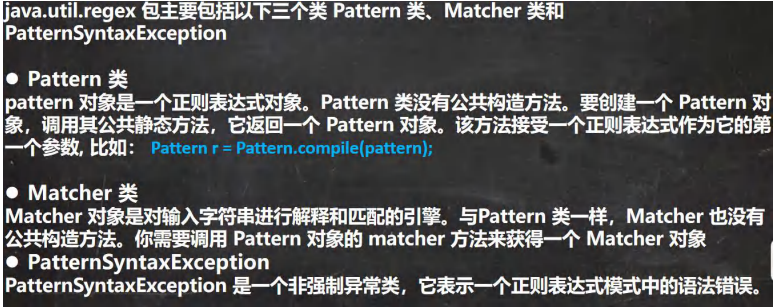 java.util.regex 包主要包括以下三个类 Pattern 类、Matcher 类和
PatternSyntaxException
● Pattern 类
pattern 对象是一个正则表达式对象。Pattern 类没有公共构造方法。要创建一个 Pattern 对
象，调用其公共静态方法，它返回一个 Pattern 对象。该方法接受一个正则表达式作为它的第
一个参数, 比如： Pattern r = Pattern.compile(pattern);
● Matcher 类
Matcher 对象是对输入字符串进行解释和匹配的引擎。与Pattern 类一样，Matcher 也没有
公共构造方法。你需要调用 Pattern 对象的 matcher 方法来获得一个 Matcher 对象
● PatternSyntaxException
PatternSyntaxException 是一个非强制异常类，它表示一个正则表达式模式中的语法错误。